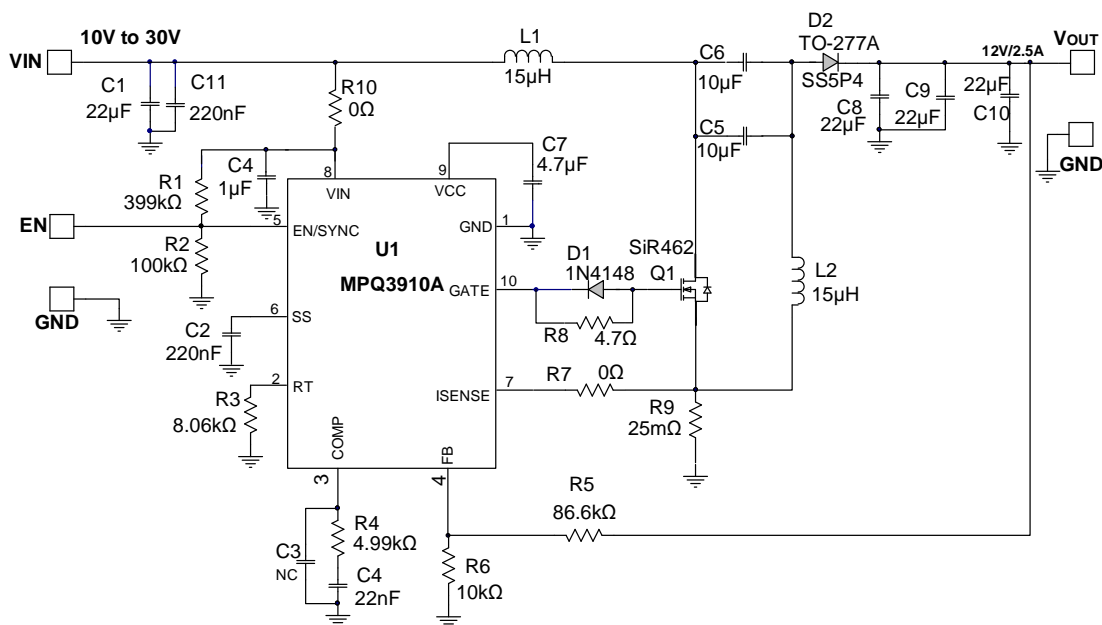 VIN
10V to 30V
C1
22µF
C11
220nF
R10
0Ω
L1
15µH
C6
10µF
C5
10µF
D2
TO-277A
SS5P4
12V/2.5A
VOUT
C8
22µF
C9
22µF
22µF
C10
GND
R1
399kΩ
C4
1µF
8
VIN
9
VCC
C7
4.7µF
EN
5
EN/SYNC
GND
1
R2
100kΩ
U1
MPQ3910A
GATE
10
D1
1N4148
SiR462
Q1
L2
15µH
GND
R8
4.7Ω
6
SS
C2
220nF
2
RT
R3
8.06kΩ
ISENSE
7
R7
0Ω
R9
25mΩ
COMP
3
FB
4
R5
86.6kΩ
R4
4.99kΩ
C3
NC
C4
22nF
R6
10kΩ